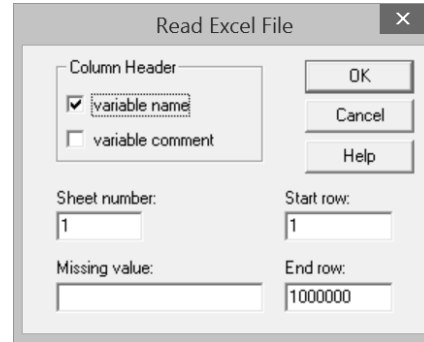 Read Excel File
Column Header
variable name
variable comment
OK
Cancel
Help
Sheet number:
1
Start row:
1
Missing value:
End row:
1000000